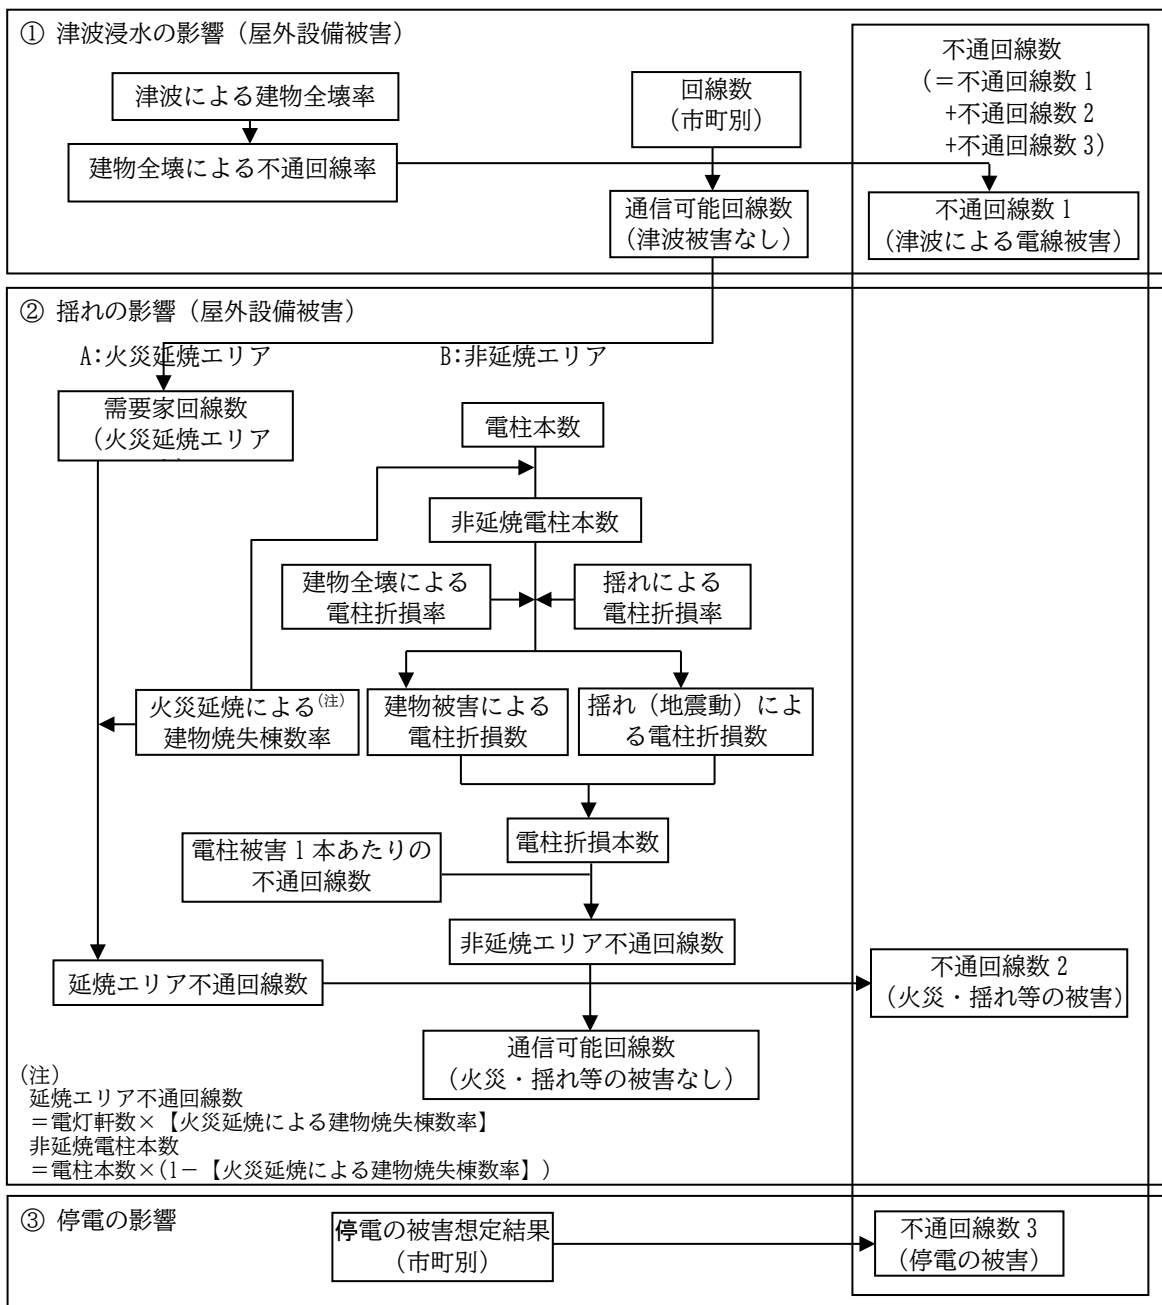 ① 津波浸水の影響（屋外設備被害）
津波による建物全壊率
建物全壊による不通回線率
回線数
（市町別）
通信可能回線数
（津波被害なし）
不通回線数
（＝不通回線数 1
+不通回線数 2
+不通回線数 3）
不通回線数 1
（津波による電線被害）
② 揺れの影響（屋外設備被害）
A:火災延焼エリア
B:非延焼エリア
需要家回線数
（火災延焼エリア
電柱本数
非延焼電柱本数
建物全壊による
電柱折損率
揺れによる
電柱折損率
火災延焼による（注）
建物焼失棟数率
建物被害による
電柱折損数
揺れ（地震動）によ
る電柱折損数
電柱折損本数
電柱被害 1 本あたりの
不通回線数
非延焼エリア不通回線数
延焼エリア不通回線数
不通回線数 2
（火災・揺れ等の被害）
通信可能回線数
（火災・揺れ等の被害なし）
（注）
延焼エリア不通回線数
＝電灯軒数×【火災延焼による建物焼失棟数率】
非延焼電柱本数
＝電柱本数×(1－【火災延焼による建物焼失棟数率】)
③ 停電の影響
停電の被害想定結果
（市町別）
不通回線数 3
（停電の被害）